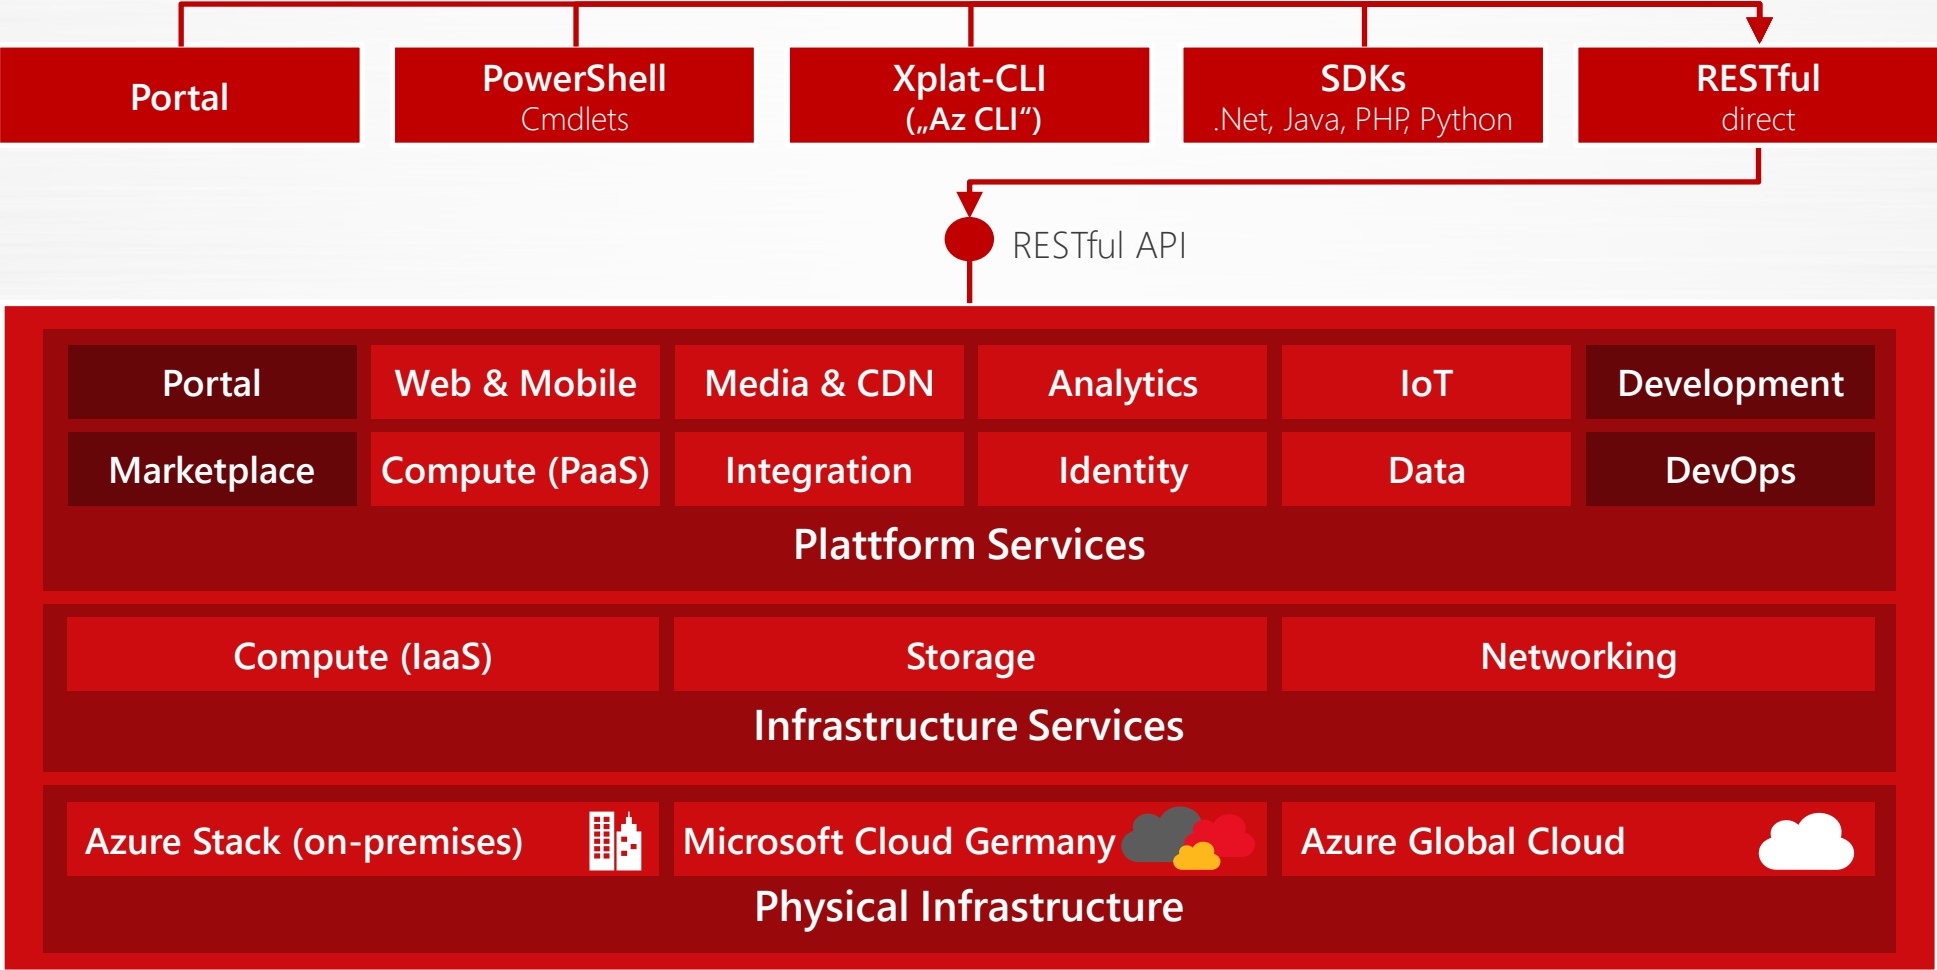 Portal
PowerShell
Cmdlets
Xplat-CLI
(„Az CLI“)
SDKs
.Net, Java, PHP, Python
RESTful
direct
RESTful API
Portal
Web & Mobile
Media & CDN
Analytics
IoT
Development
Marketplace
Compute (PaaS)
Integration
Identity
Data
DevOps
Plattform Services
Compute (IaaS)
Storage
Networking
Infrastructure Services
Azure Stack (on-premises)
Microsoft Cloud Germany
Azure Global Cloud
Physical Infrastructure